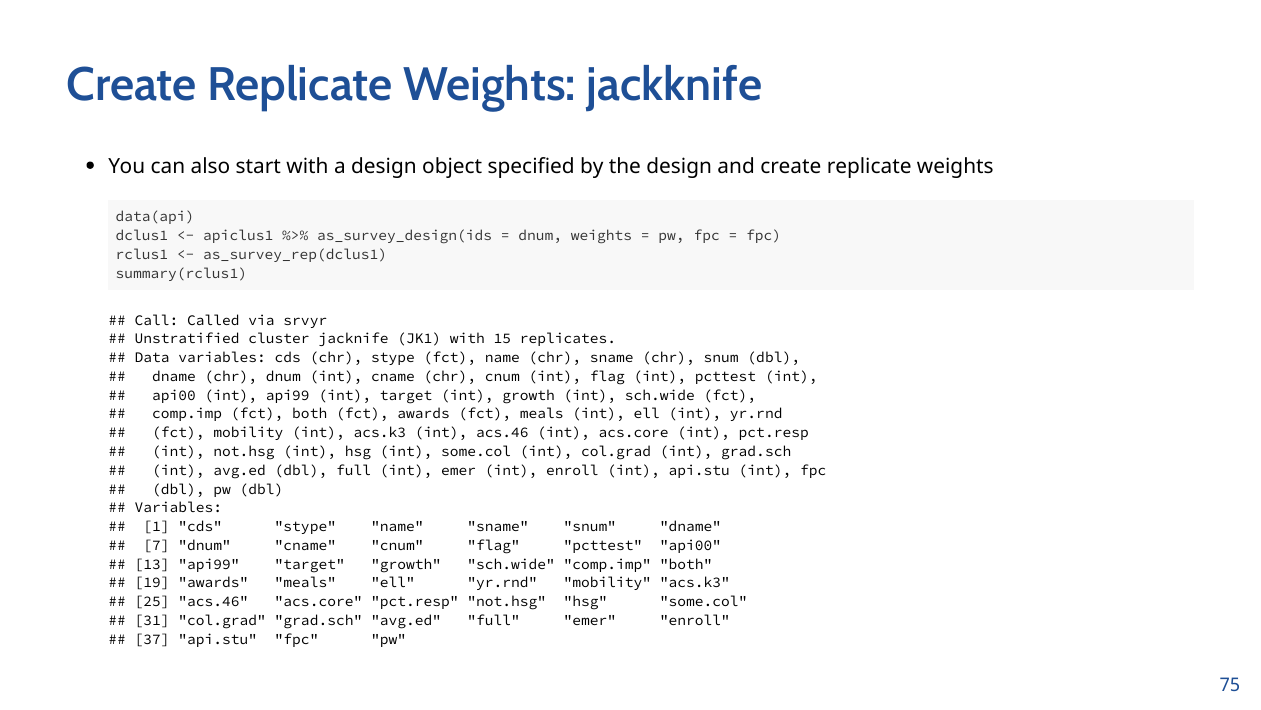 Create Replicate Weights: jackknife
• You can also start with a design object specified by the design and create replicate weights
data(api)
dclus1 <- apiclus1 %>% as_survey_design(ids = dnum, weights = pw, fpc = fpc)
rclus1 <- as_survey_rep(dclus1)
summary(rclus1)
## Call: Called via srvyr
## Unstratified cluster jacknife (JK1) with 15 replicates.
## Data variables: cds (chr), stype (fct), name (chr), sname (chr), snum (dbl),
##   dname (chr), dnum (int), cname (chr), cnum (int), flag (int), pcttest (int),
##   api00 (int), api99 (int), target (int), growth (int), sch.wide (fct),
##   comp.imp (fct), both (fct), awards (fct), meals (int), ell (int), yr.rnd
##   (fct), mobility (int), acs.k3 (int), acs.46 (int), acs.core (int), pct.resp
##   (int), not.hsg (int), hsg (int), some.col (int), col.grad (int), grad.sch
##   (int), avg.ed (dbl), full (int), emer (int), enroll (int), api.stu (int), fpc
##   (dbl), pw (dbl)
## Variables:
##  [1] "cds"      "stype"    "name"     "sname"    "snum"     "dname"
##  [7] "dnum"     "cname"    "cnum"     "flag"     "pcttest"  "api00"
## [13] "api99"    "target"   "growth"   "sch.wide" "comp.imp" "both"
## [19] "awards"   "meals"    "ell"      "yr.rnd"   "mobility" "acs.k3"
## [25] "acs.46"   "acs.core" "pct.resp" "not.hsg"  "hsg"      "some.col"
## [31] "col.grad" "grad.sch" "avg.ed"   "full"     "emer"     "enroll"
## [37] "api.stu"  "fpc"      "pw"
75